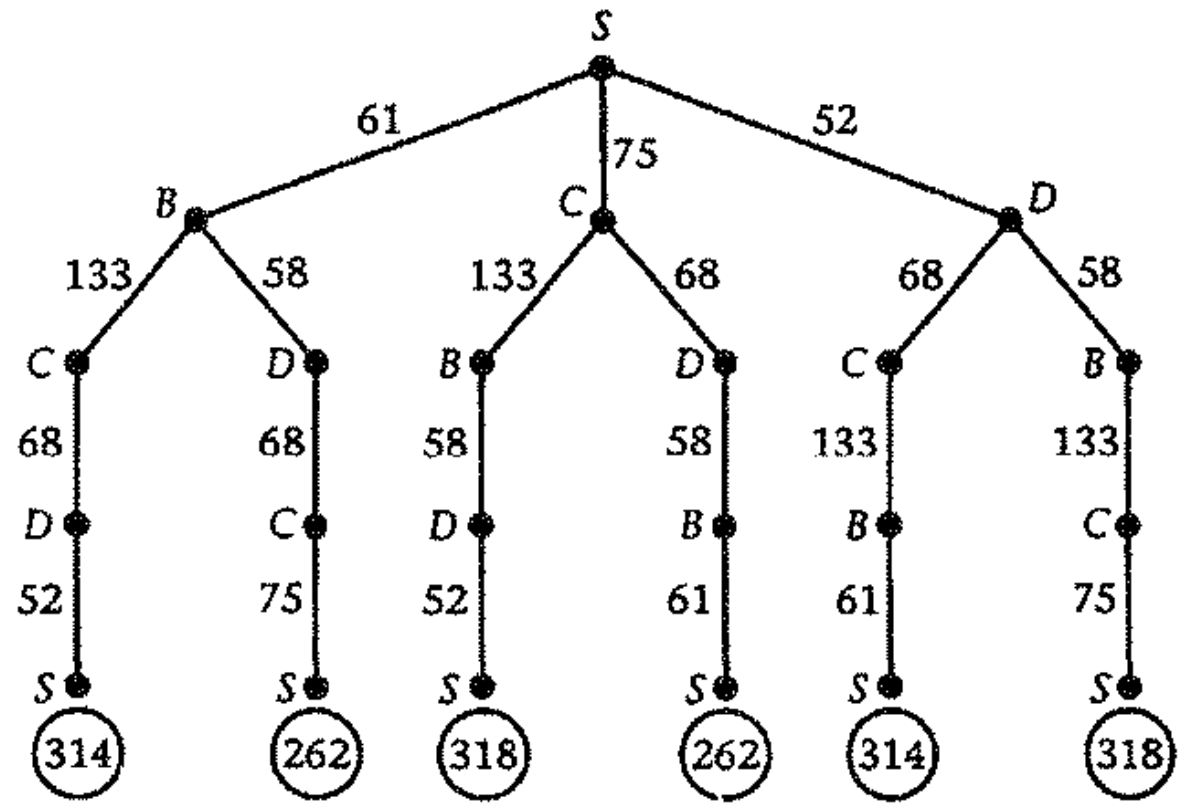 S
61 75 52
B C D
133 58 133 68 68 58
C D B D C B
68 68 58 58 133 133
D C D B B C
52 75 52 61 61 75
S S S S S S
314 262 318 262 314 318